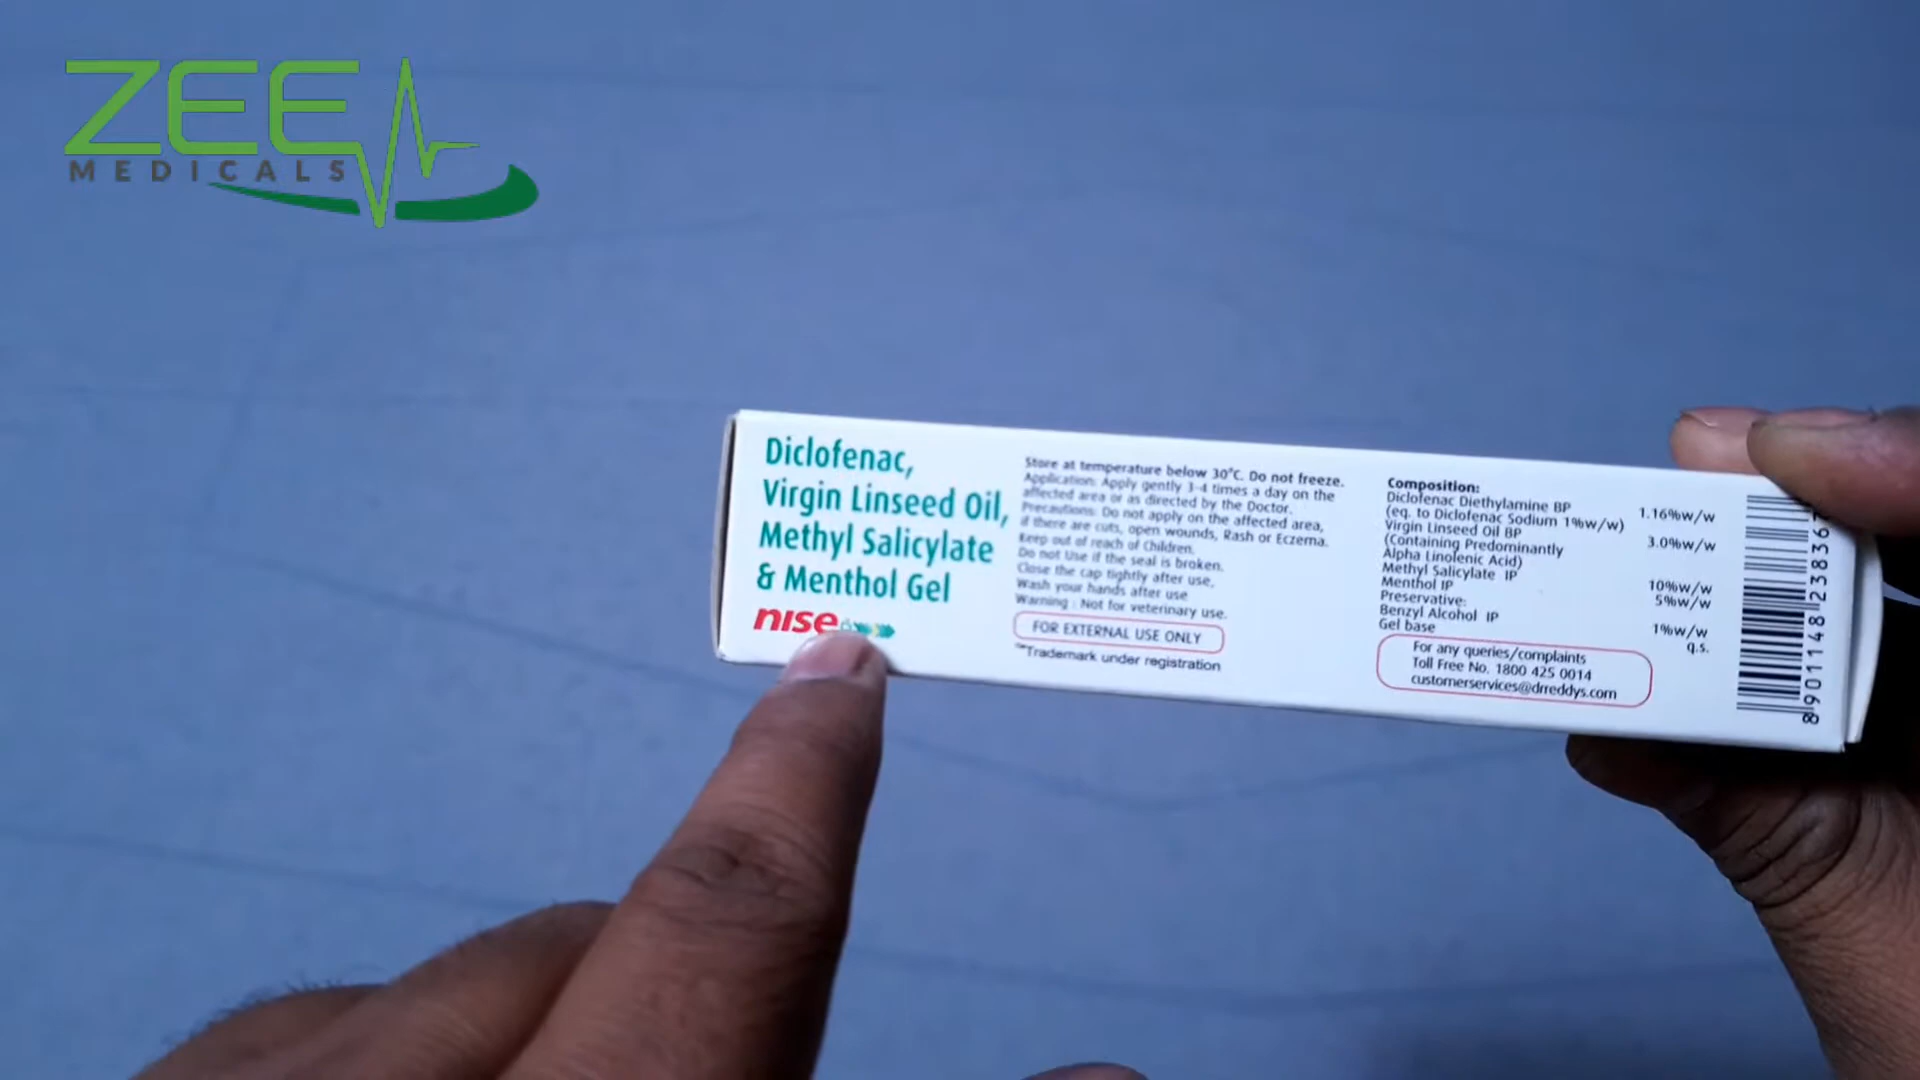 ZEE
MEDICALS
Diclofenac,
Virgin Linseed Oil,
Methyl Salicylate
& Menthol Gel
nise
Store at temperature below 30°C. Do not freeze.
Application: Apply gently 3-4 times a day on the
affected area or as directed by the Doctor.
Precautions: Do not apply on the affected area,
if there are cuts, open wounds, Rash or Eczema.
Keep out of reach of Children.
Do not Use if the seal is broken.
Close the cap tightly after use.
Wash your hands after use
Warning : Not for veterinary use.
FOR EXTERNAL USE ONLY
™Trademark under registration
Composition:
Diclofenac Diethylamine BP 1.16%w/w
(eq. to Diclofenac Sodium 1%w/w)
Virgin Linseed Oil BP 3.0%w/w
(Containing Predominantly
Alpha Linolenic Acid)
Methyl Salicylate IP 10%w/w
Menthol IP 5%w/w
Preservative:
Benzyl Alcohol IP 1%w/w
Gel base q.s.
For any queries/complaints
Toll Free No. 1800 425 0014
customerservices@drreddys.com